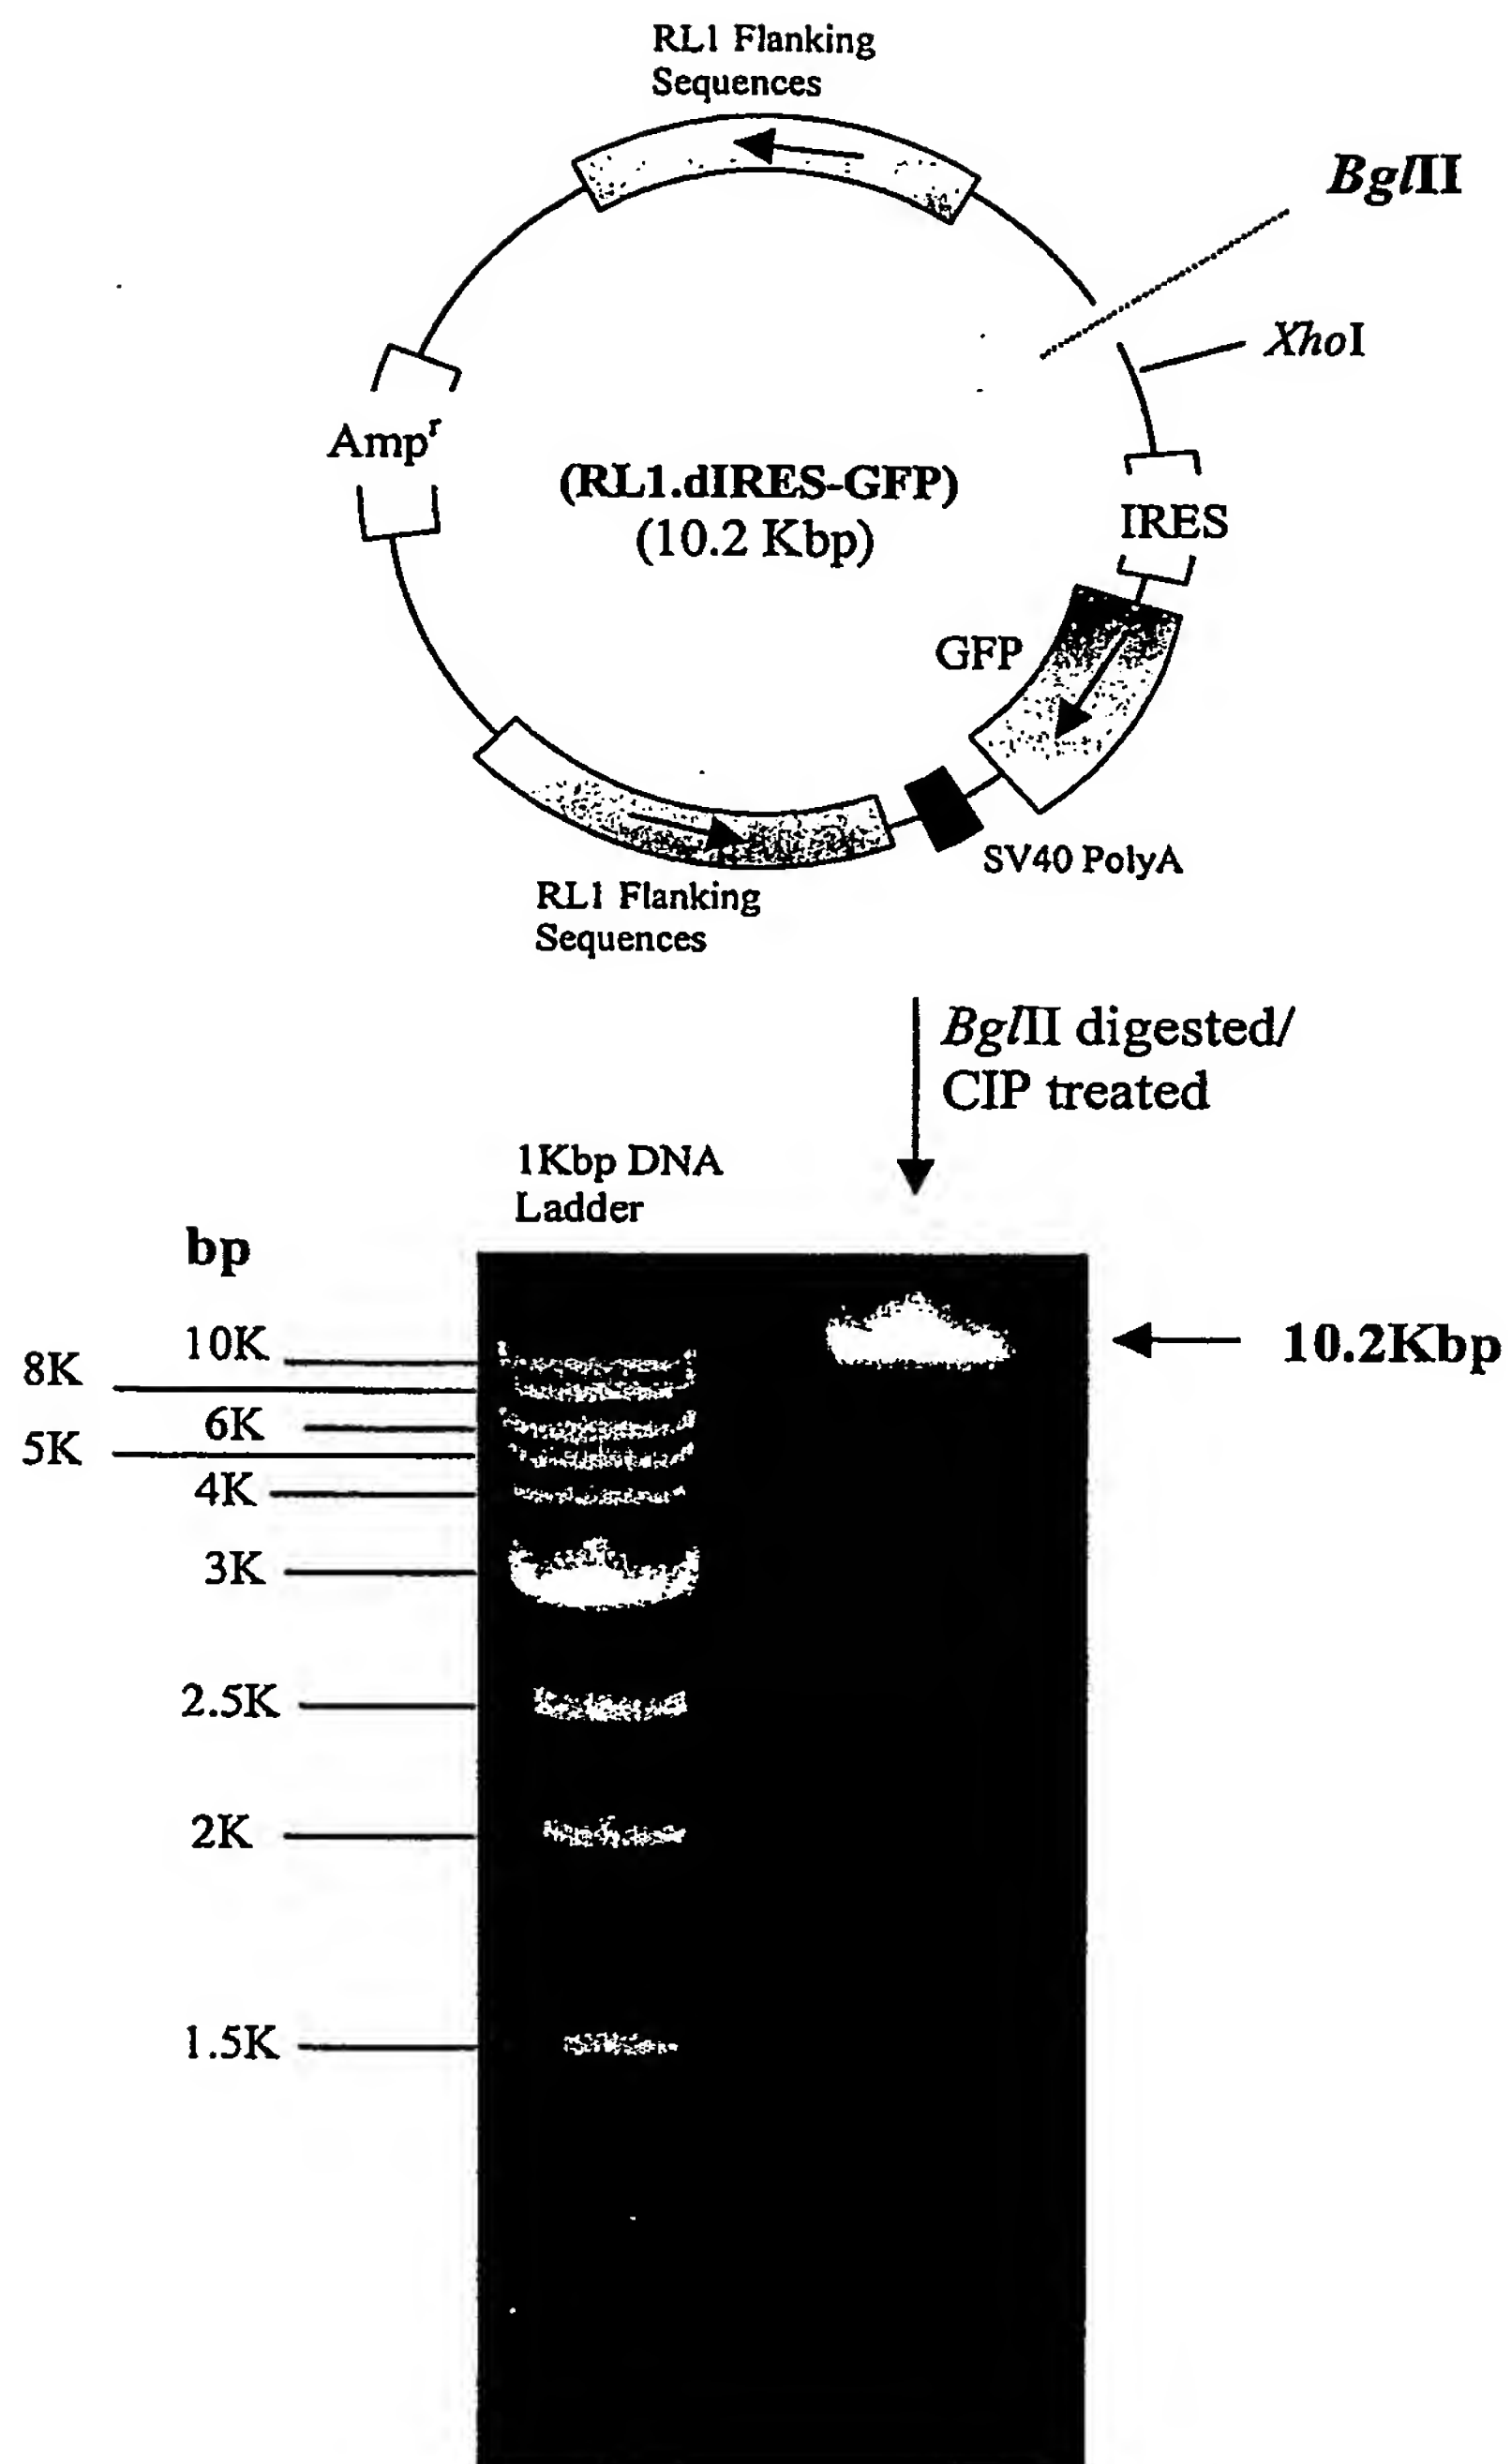 RL1 Flanking
Sequences
BglII
XhoI
Ampʳ
(RL1.dIRES-GFP)
(10.2 Kbp)
IRES
GFP
SV40 PolyA
RL1 Flanking
Sequences
BglII digested/
CIP treated
1Kbp DNA
Ladder
bp
10K
8K
6K
5K
4K
3K
2.5K
2K
1.5K
10.2Kbp